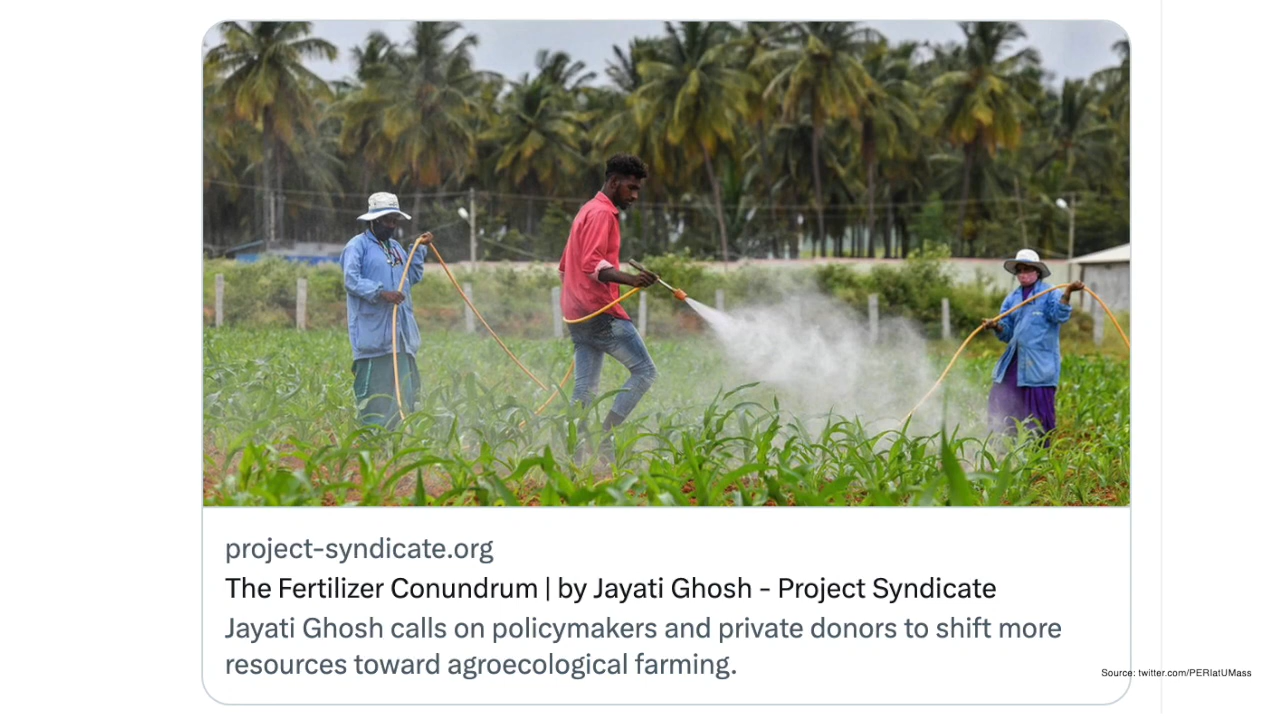 project-syndicate.org
The Fertilizer Conundrum | by Jayati Ghosh - Project Syndicate
Jayati Ghosh calls on policymakers and private donors to shift more
resources toward agroecological farming.
Source: twitter.com/PERIatUMass